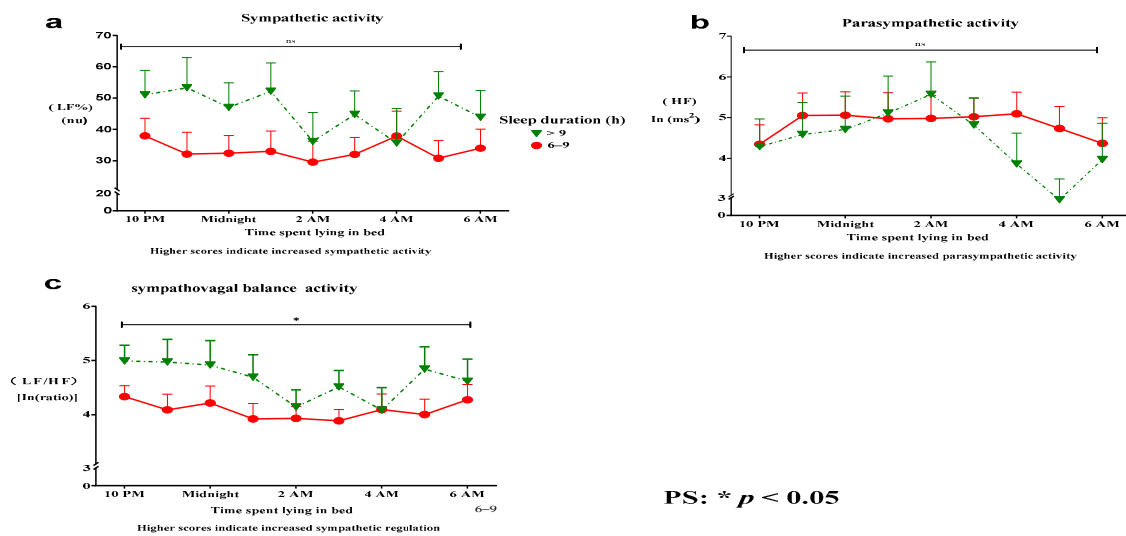 a
Sympathetic activity
70
60
50
40
30
20
0
ns
( LF%)
(nu)
10 PM Midnight 2 AM 4 AM 6 AM
Time spent lying in bed
Higher scores indicate increased sympathetic activity
Sleep duration (h)
> 9
6–9
b
Parasympathetic activity
7
6
5
4
3
0
ns
( HF)
In (ms²)
10 PM Midnight 2 AM 4 AM 6 AM
Time spent lying in bed
Higher scores indicate increased parasympathetic activity
c
sympathovagal balance activity
6
5
4
3
0
*
( LF/HF)
[In(ratio)]
10 PM Midnight 2 AM 4 AM 6 AM
Time spent lying in bed
6–9
Higher scores indicate increased sympathetic regulation
PS: * p < 0.05